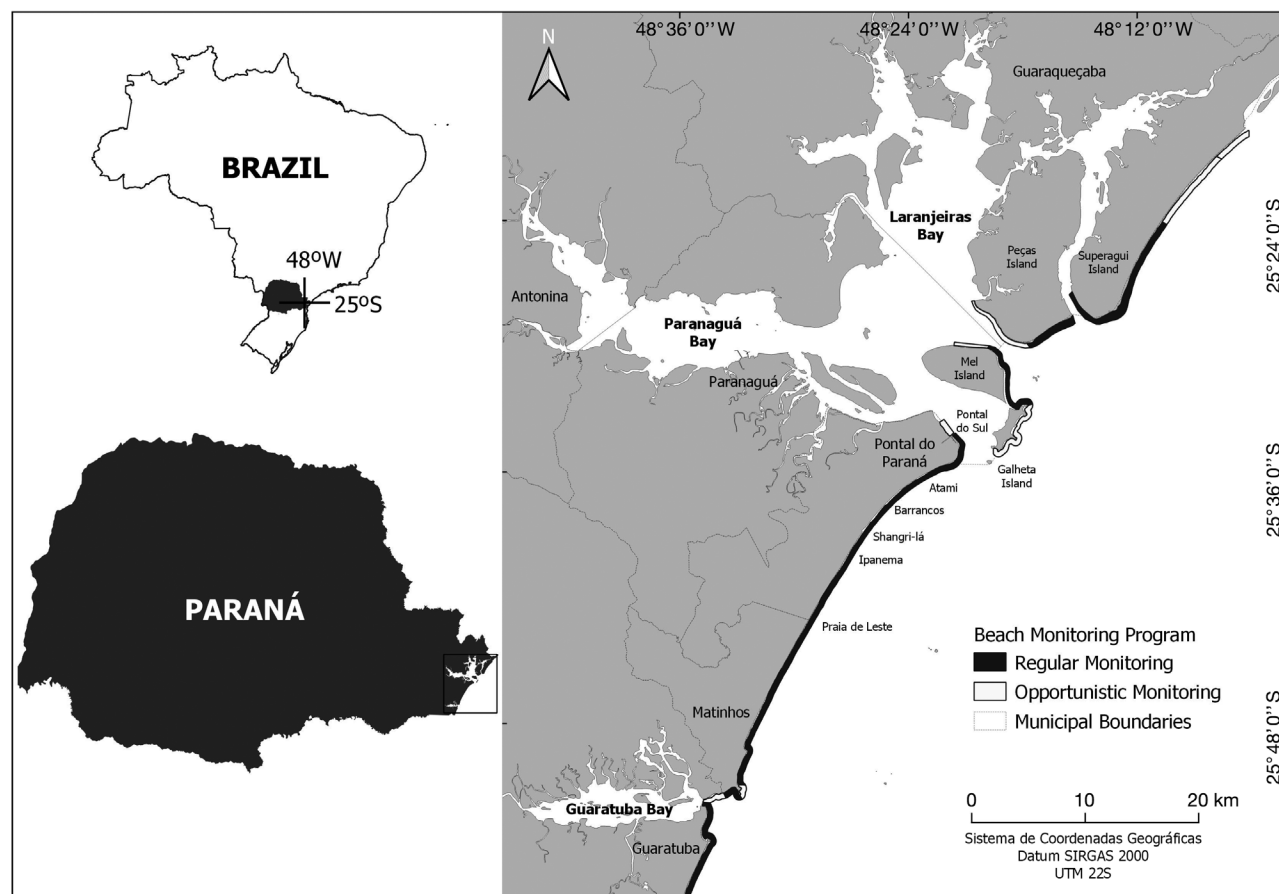 BRAZIL
48ºW
25ºS
PARANÁ
N
48°36'0''W
48°24'0''W
48°12'0''W
Guaraqueçaba
Laranjeiras
Bay
Peças
Island
Superagui
Island
25°24'0''S
Antonina
Paranaguá
Bay
Paranaguá
Mel
Island
Pontal
do Sul
Pontal do
Paraná
Galheta
Island
25°36'0''S
Atami
Barrancos
Shangri-lá
Ipanema
Praia de Leste
Matinhos
25°48'0''S
Guaratuba Bay
Guaratuba
Beach Monitoring Program
Regular Monitoring
Opportunistic Monitoring
Municipal Boundaries
0 10 20 km
Sistema de Coordenadas Geográficas
Datum SIRGAS 2000
UTM 22S